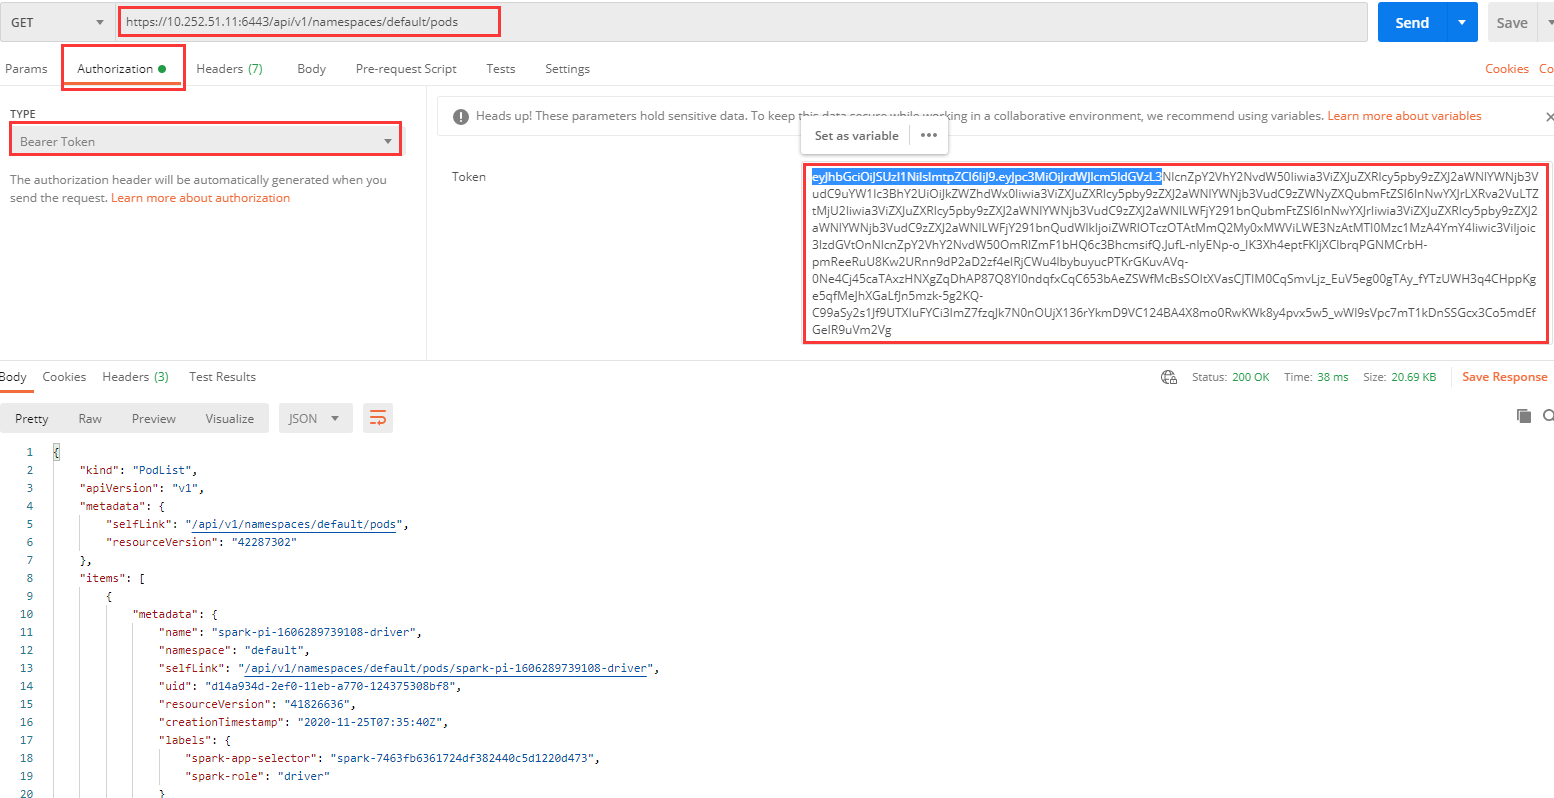 GET
https://10.252.51.11:6443/api/v1/namespaces/default/pods
Send
Save
Params
Authorization
Headers (7)
Body
Pre-request Script
Tests
Settings
Cookies
Co
TYPE
Bearer Token
The authorization header will be automatically generated when you
send the request. Learn more about authorization
Heads up! These parameters hold sensitive data. To keep this data secure while working in a collaborative environment, we recommend using variables. Learn more about variables
Set as variable
Token
Body
Cookies
Headers (3)
Test Results
Status: 200 OK
Time: 38 ms
Size: 20.69 KB
Save Response
Pretty
Raw
Preview
Visualize
JSON
1 {
2 "kind": "PodList",
3 "apiVersion": "v1",
4 "metadata": {
5 "selfLink": "/api/v1/namespaces/default/pods",
6 "resourceVersion": "42287302"
7 },
8 "items": [
9 {
10 "metadata": {
11 "name": "spark-pi-1606289739108-driver",
12 "namespace": "default",
13 "selfLink": "/api/v1/namespaces/default/pods/spark-pi-1606289739108-driver",
14 "uid": "d14a934d-2ef0-11eb-a770-124375308bf8",
15 "resourceVersion": "41826636",
16 "creationTimestamp": "2020-11-25T07:35:40Z",
17 "labels": {
18 "spark-app-selector": "spark-7463fb6361724df382440c5d1220d473",
19 "spark-role": "driver"
20 }